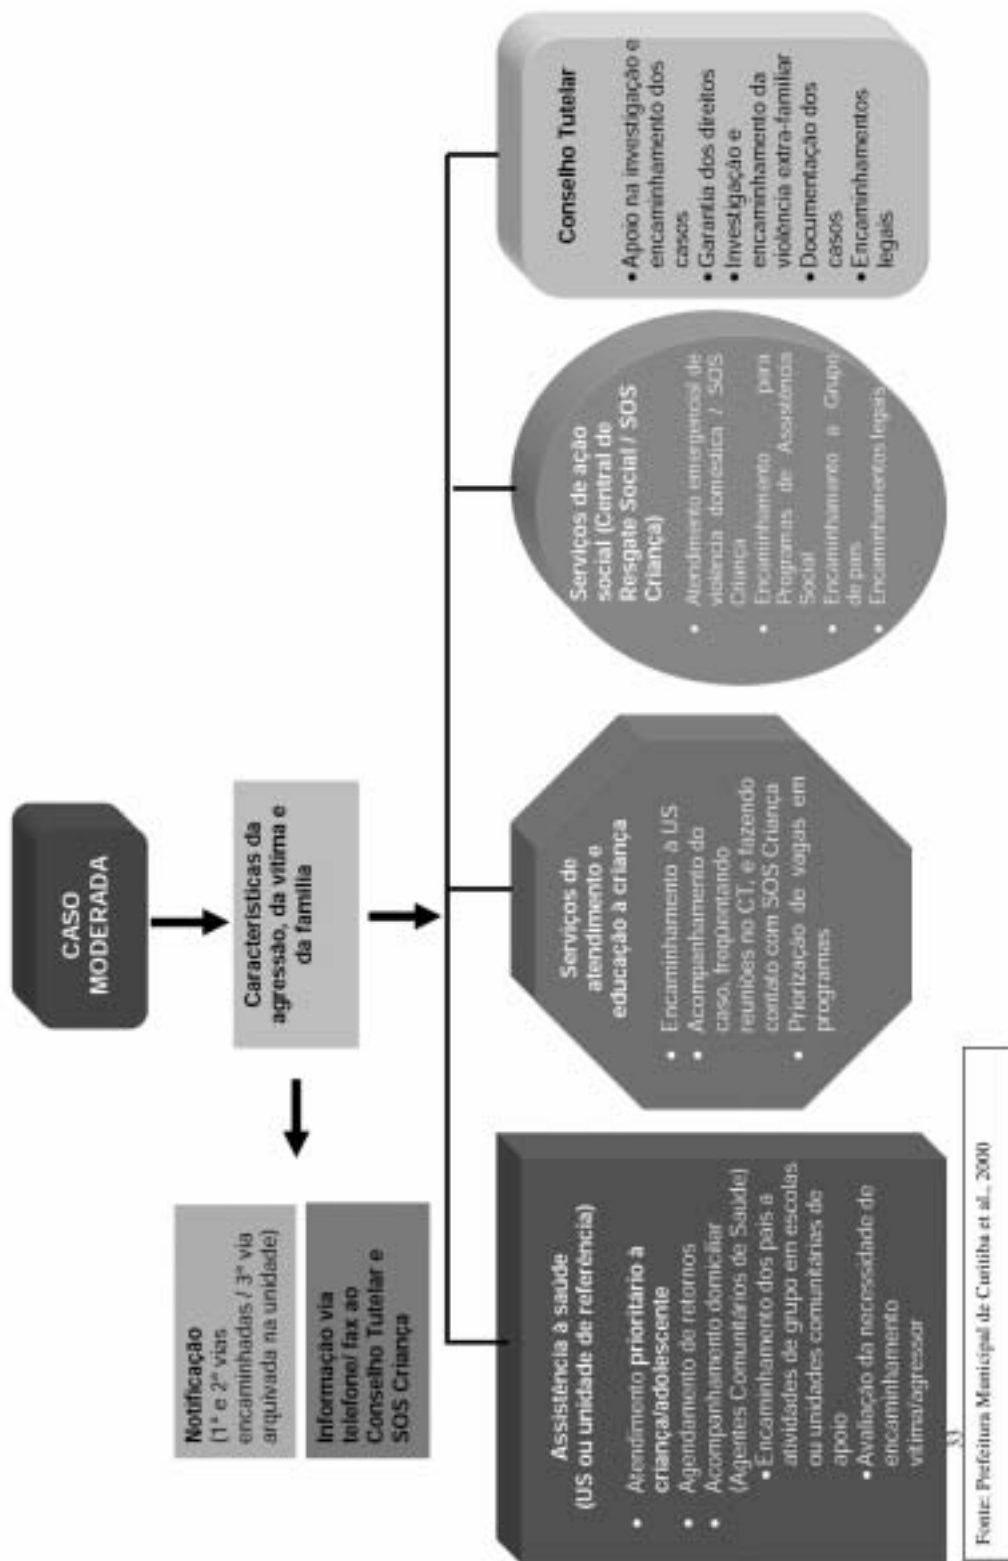 CASO
MODERADA
Características da
agressão, da vítima e
da família
Notificação
(1ª e 2ª vias
encaminhadas / 3ª via
arquivada na unidade)
Informação via
telefone/ fax ao
Conselho Tutelar e
SOS Criança
Assistência à saúde
(US ou unidade de referência)
• Atendimento prioritário à
criança/adolescente
• Agendamento de retornos
• Acompanhamento domiciliar
(Agentes Comunitários de Saúde)
• Encaminhamento dos pais a
atividades de grupo em escolas
ou unidades comunitárias de
apoio
• Avaliação da necessidade de
encaminhamento
vítima/agressor
Serviços de
atendimento e
educação à criança
• Encaminhamento a US
• Acompanhamento do
caso, freqüentando
reuniões no CT, e fazendo
contato com SOS Criança
• Priorização de vagas em
programas
Serviços de ação
social (Central de
Resgate Social / SOS
Criança)
• Atendimento emergencial de
violência domestica / SOS
Criança
• Encaminhamento para
Programas de Assistência
Social
• Encaminhamento a Grupo
de pais
• Encaminhamentos legais
Conselho Tutelar
• Apoio na investigação e
encaminhamento dos
casos
• Garantia dos direitos
• Investigação e
encaminhamento da
violência extra-familiar
• Documentação dos
casos
• Encaminhamentos
legais
33
Fonte: Prefeitura Municipal de Curitiba et al., 2000